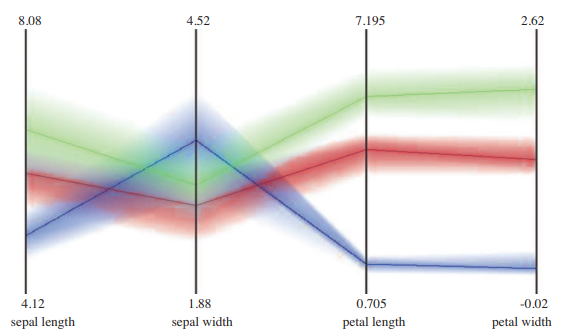 8.08 4.52 7.195 2.62
4.12 1.88 0.705 -0.02
sepal length sepal width petal length petal width